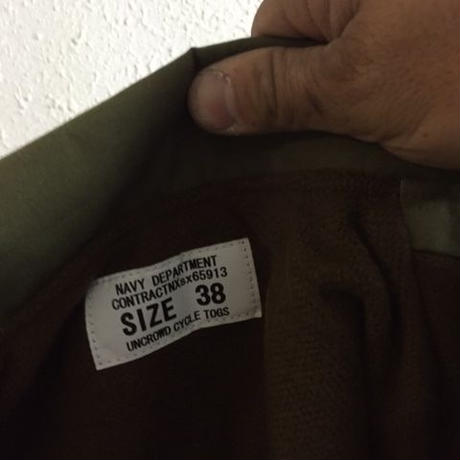 NAVY DEPARTMENT
CONTRACTNXsx65913
SIZE 38
UNCROWD CYCLE TOGS